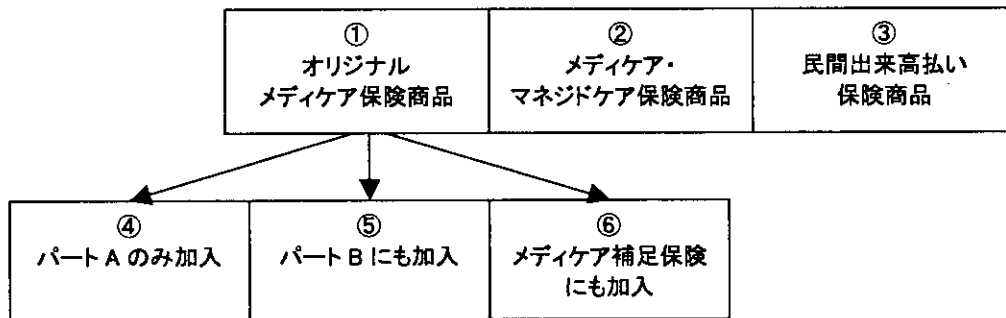 ①
オリジナル
メディケア保険商品
②
メディケア・
マネジドケア保険商品
③
民間出来高払い
保険商品
④
パート A のみ加入
⑤
パート B にも加入
⑥
メディケア補足保険
にも加入